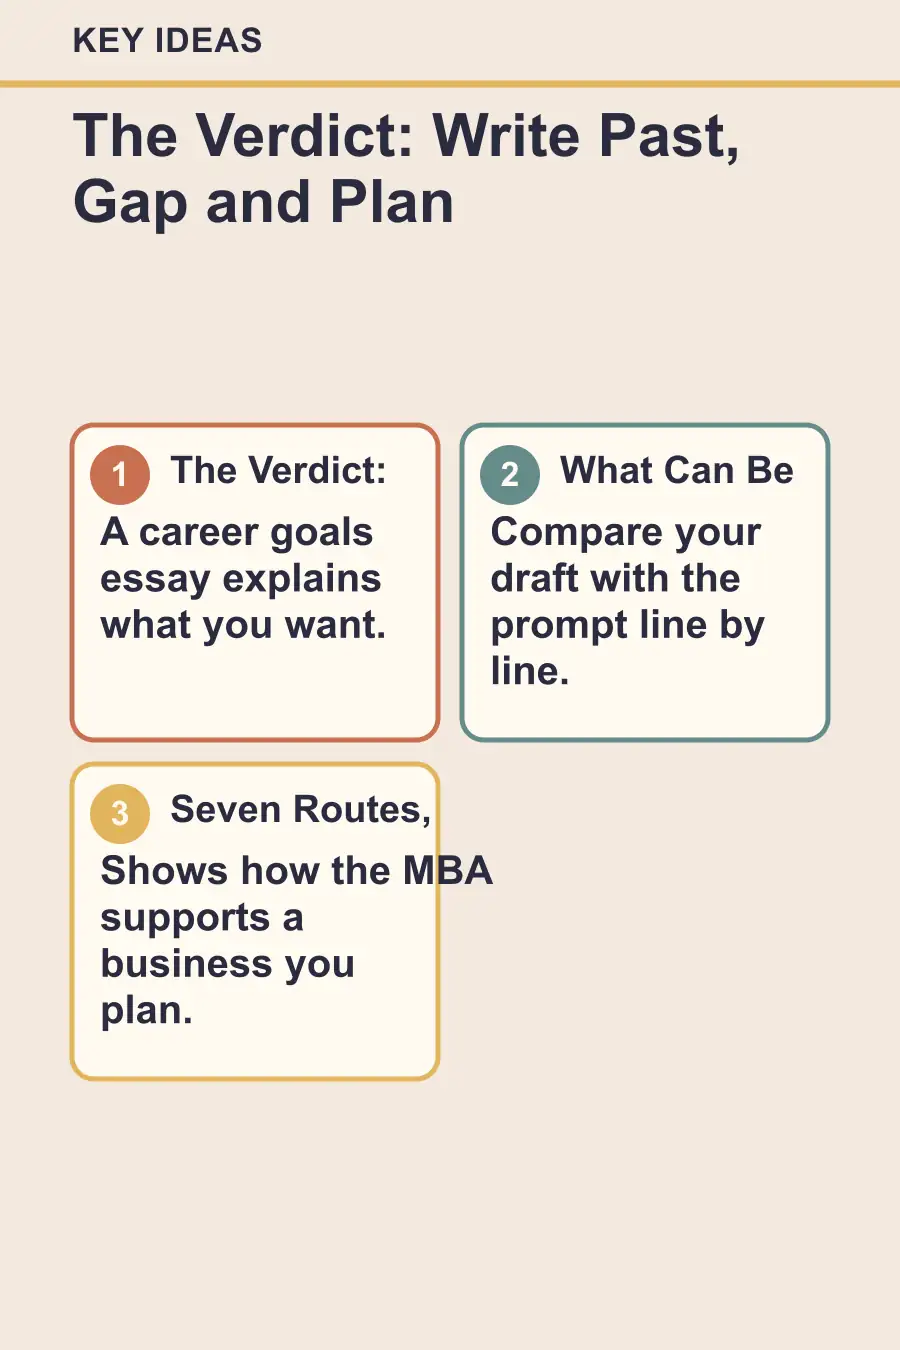 KEY IDEAS
The Verdict: Write Past,
Gap and Plan
1 The Verdict:
A career goals
essay explains
what you want.
2 What Can Be
Compare your
draft with the
prompt line by
line.
3 Seven Routes,
Shows how the MBA
supports a
business you
plan.